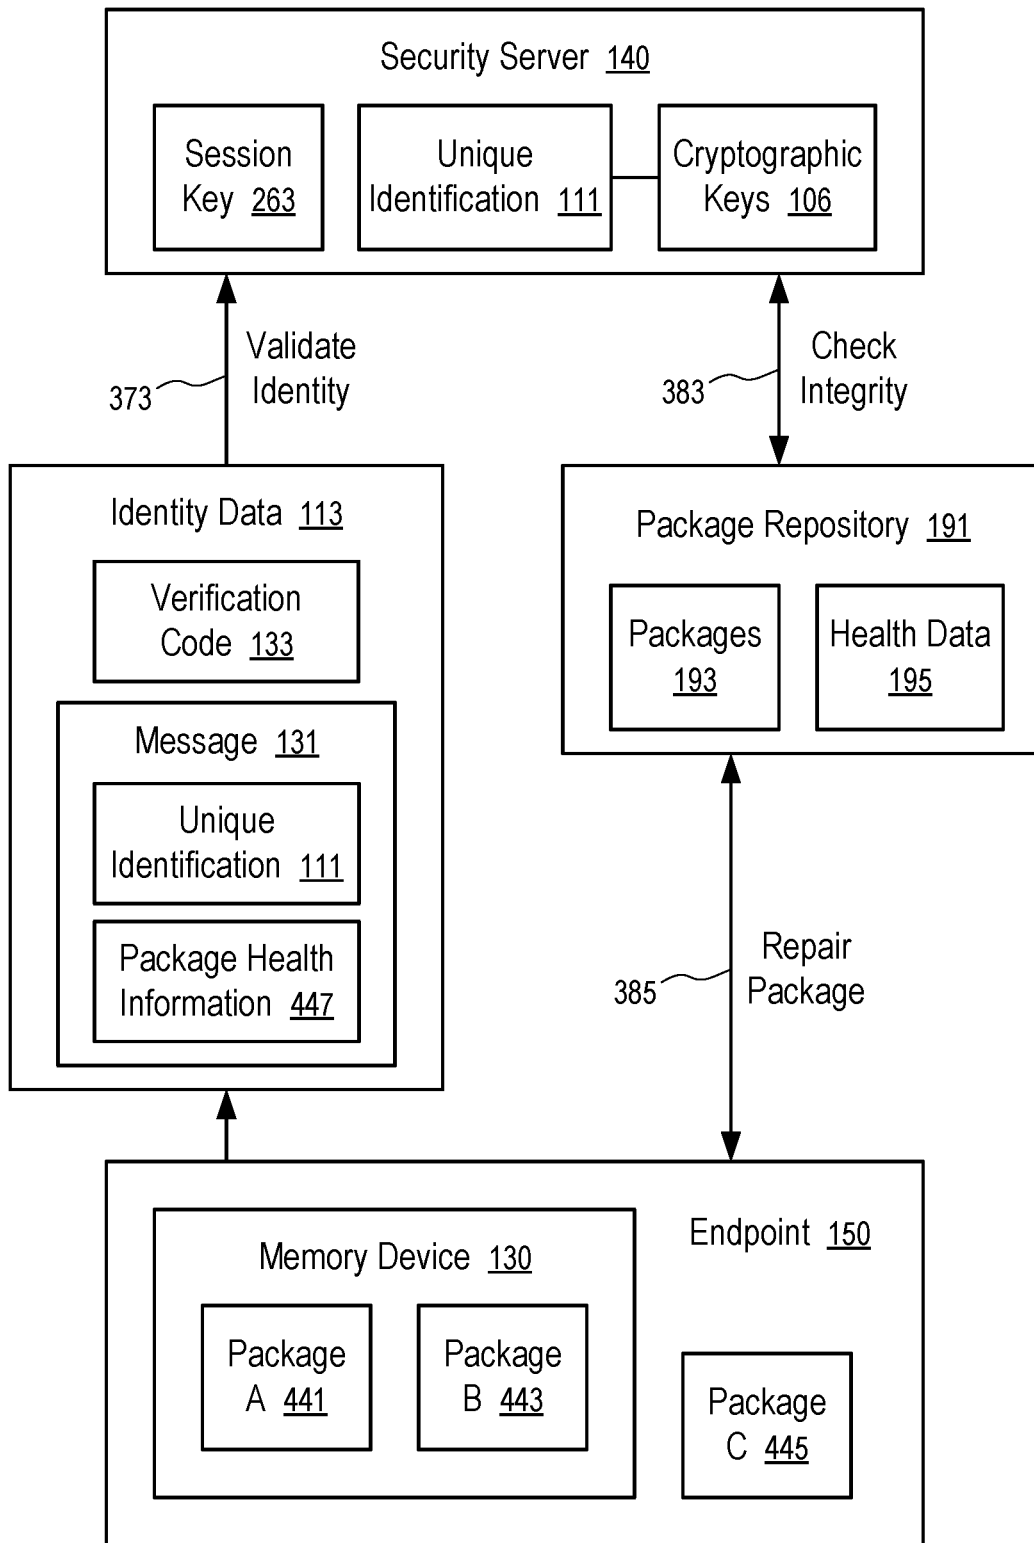 Security Server 140
Session
Key 263
Unique
Identification 111
Cryptographic
Keys 106
373
Validate
Identity
383
Check
Integrity
Identity Data 113
Verification
Code 133
Message 131
Unique
Identification 111
Package Health
Information 447
Package Repository 191
Packages
193
Health Data
195
385
Repair
Package
Memory Device 130
Package
A 441
Package
B 443
Endpoint 150
Package
C 445